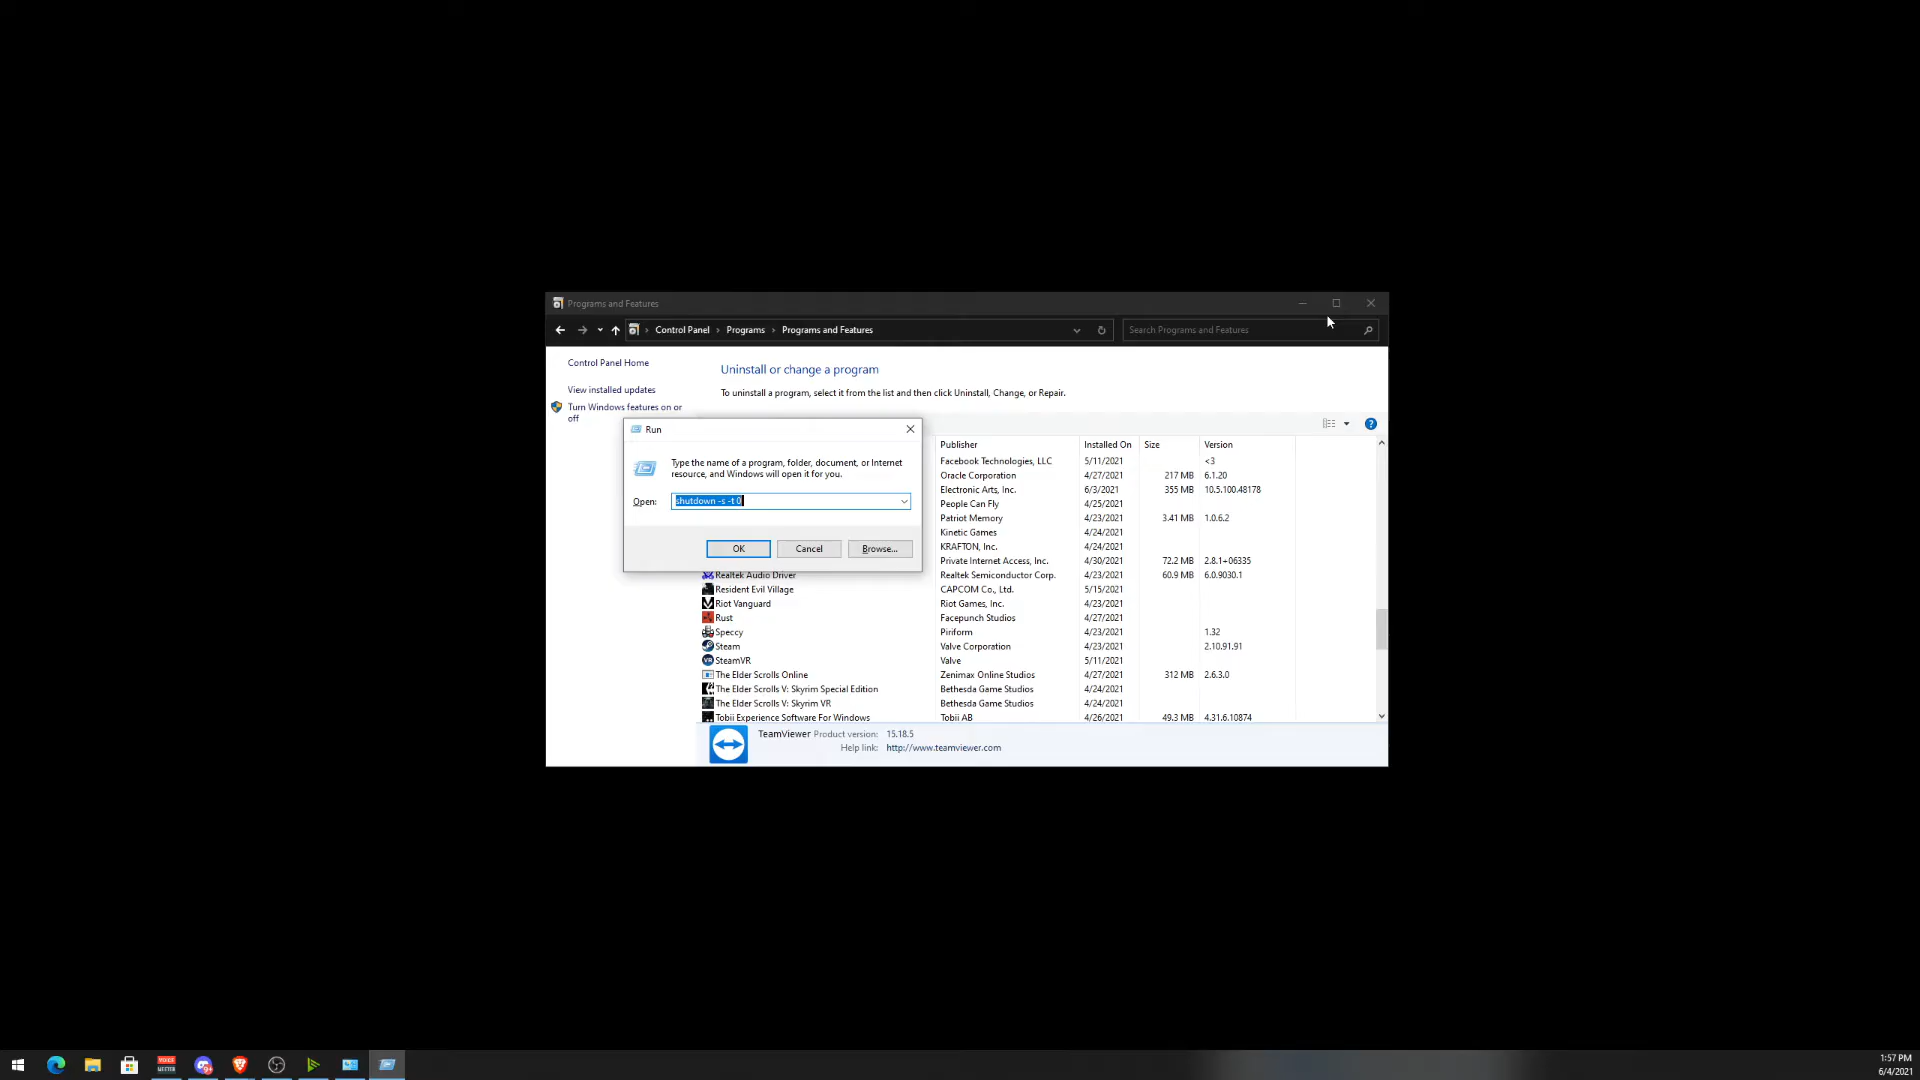 Programs and Features
Control Panel › Programs › Programs and Features
Search Programs and Features
Control Panel Home
View installed updates
Turn Windows features on or
off
Uninstall or change a program
To uninstall a program, select it from the list and then click Uninstall, Change, or Repair.
Run
Type the name of a program, folder, document, or Internet
resource, and Windows will open it for you.
Open: shutdown -s -t 0
OK Cancel Browse...
Publisher Installed On Size Version
Facebook Technologies, LLC 5/11/2021 <3
Oracle Corporation 4/27/2021 217 MB 6.1.20
Electronic Arts, Inc. 6/3/2021 355 MB 10.5.100.48178
People Can Fly 4/25/2021
Patriot Memory 4/23/2021 3.41 MB 1.0.6.2
Kinetic Games 4/24/2021
KRAFTON, Inc. 4/24/2021
Private Internet Access, Inc. 4/30/2021 72.2 MB 2.8.1+06335
Realtek Audio Driver Realtek Semiconductor Corp. 4/23/2021 60.9 MB 6.0.9030.1
Resident Evil Village CAPCOM Co., Ltd. 5/15/2021
Riot Vanguard Riot Games, Inc. 4/23/2021
Rust Facepunch Studios 4/27/2021
Speccy Piriform 4/23/2021 1.32
Steam Valve Corporation 4/23/2021 2.10.91.91
SteamVR Valve 5/11/2021
The Elder Scrolls Online Zenimax Online Studios 4/27/2021 312 MB 2.6.3.0
The Elder Scrolls V: Skyrim Special Edition Bethesda Game Studios 4/24/2021
The Elder Scrolls V: Skyrim VR Bethesda Game Studios 4/24/2021
Tobii Experience Software For Windows Tobii AB 4/26/2021 49.3 MB 4.31.6.10874
TeamViewer Product version: 15.18.5
Help link: http://www.teamviewer.com
1:57 PM
6/4/2021